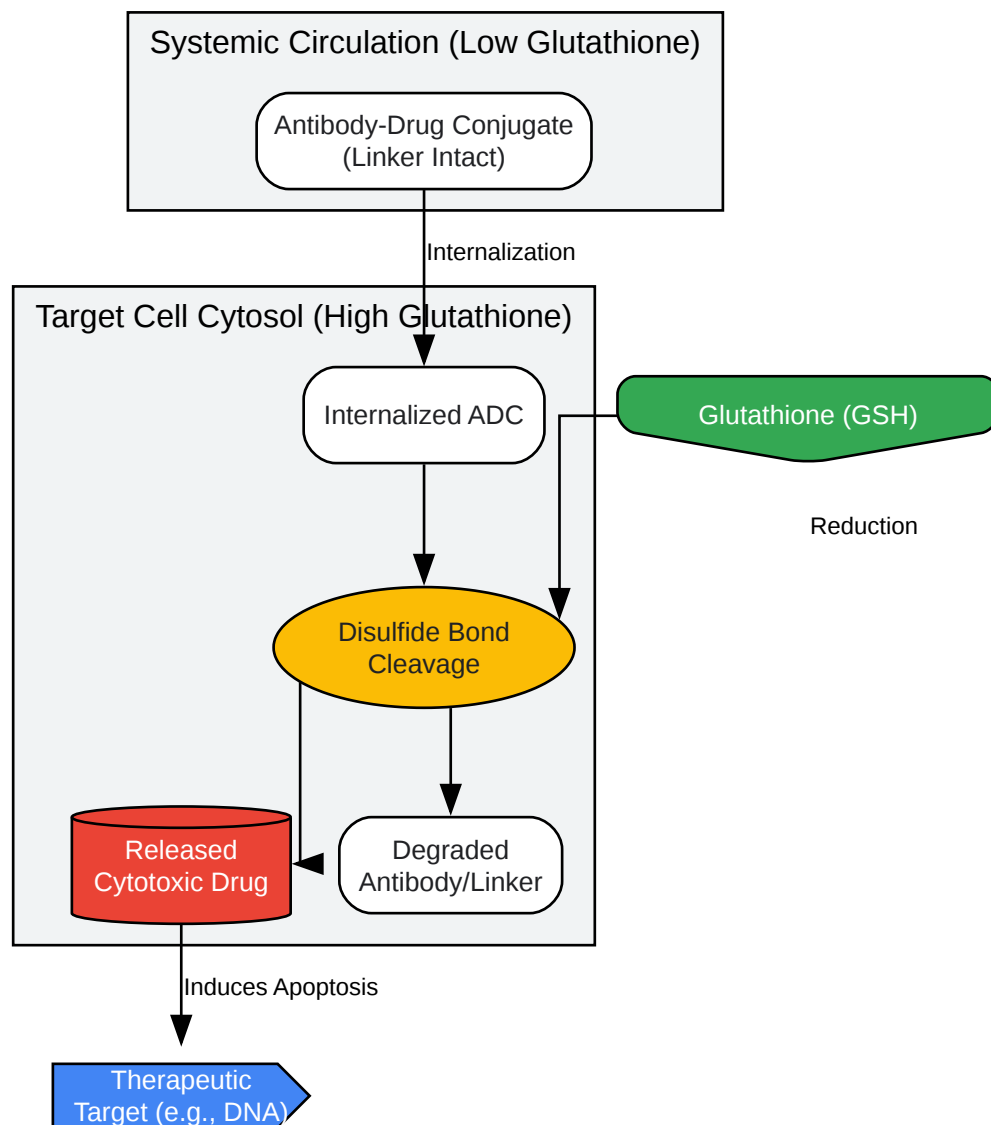 Systemic Circulation (Low Glutathione)
Antibody-Drug Conjugate
(Linker Intact)
Internalization
Target Cell Cytosol (High Glutathione)
Internalized ADC
Glutathione (GSH)
Reduction
Disulfide Bond
Cleavage
Released
Cytotoxic Drug
Degraded
Antibody/Linker
Induces Apoptosis
Therapeutic
Target (e.g., DNA)